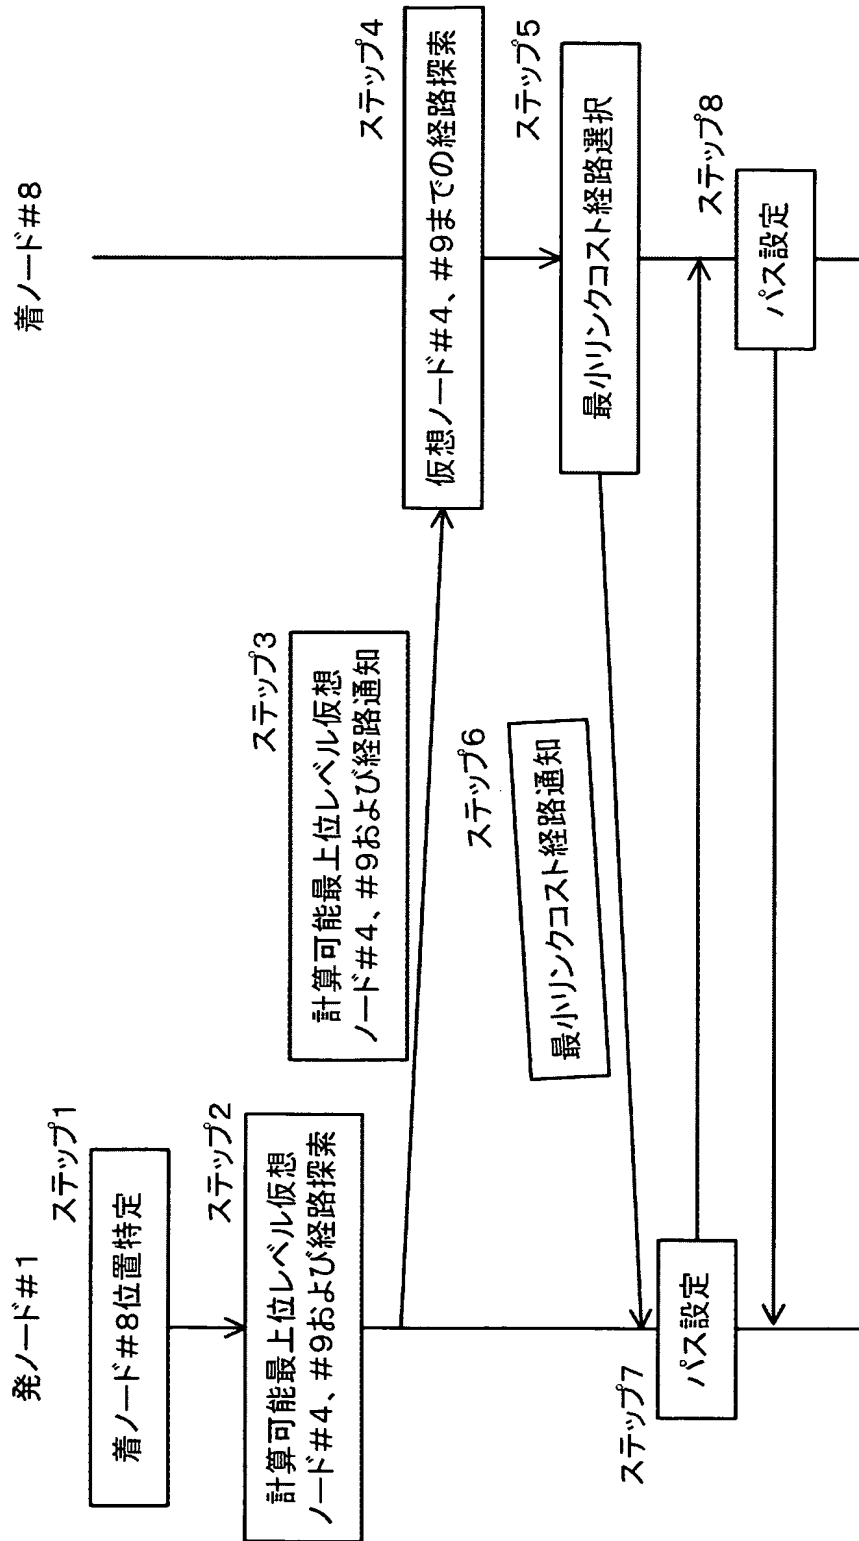 発ノード#1
着ノード#8
ステップ1
着ノード#8位置特定
ステップ2
計算可能最上位レベル仮想
ノード#4、#9および経路探索
ステップ3
計算可能最上位レベル仮想
ノード#4、#9および経路通知
ステップ4
仮想ノード#4、#9までの経路探索
ステップ5
最小リンクコスト経路選択
ステップ6
最小リンクコスト経路通知
ステップ7
パス設定
ステップ8
パス設定